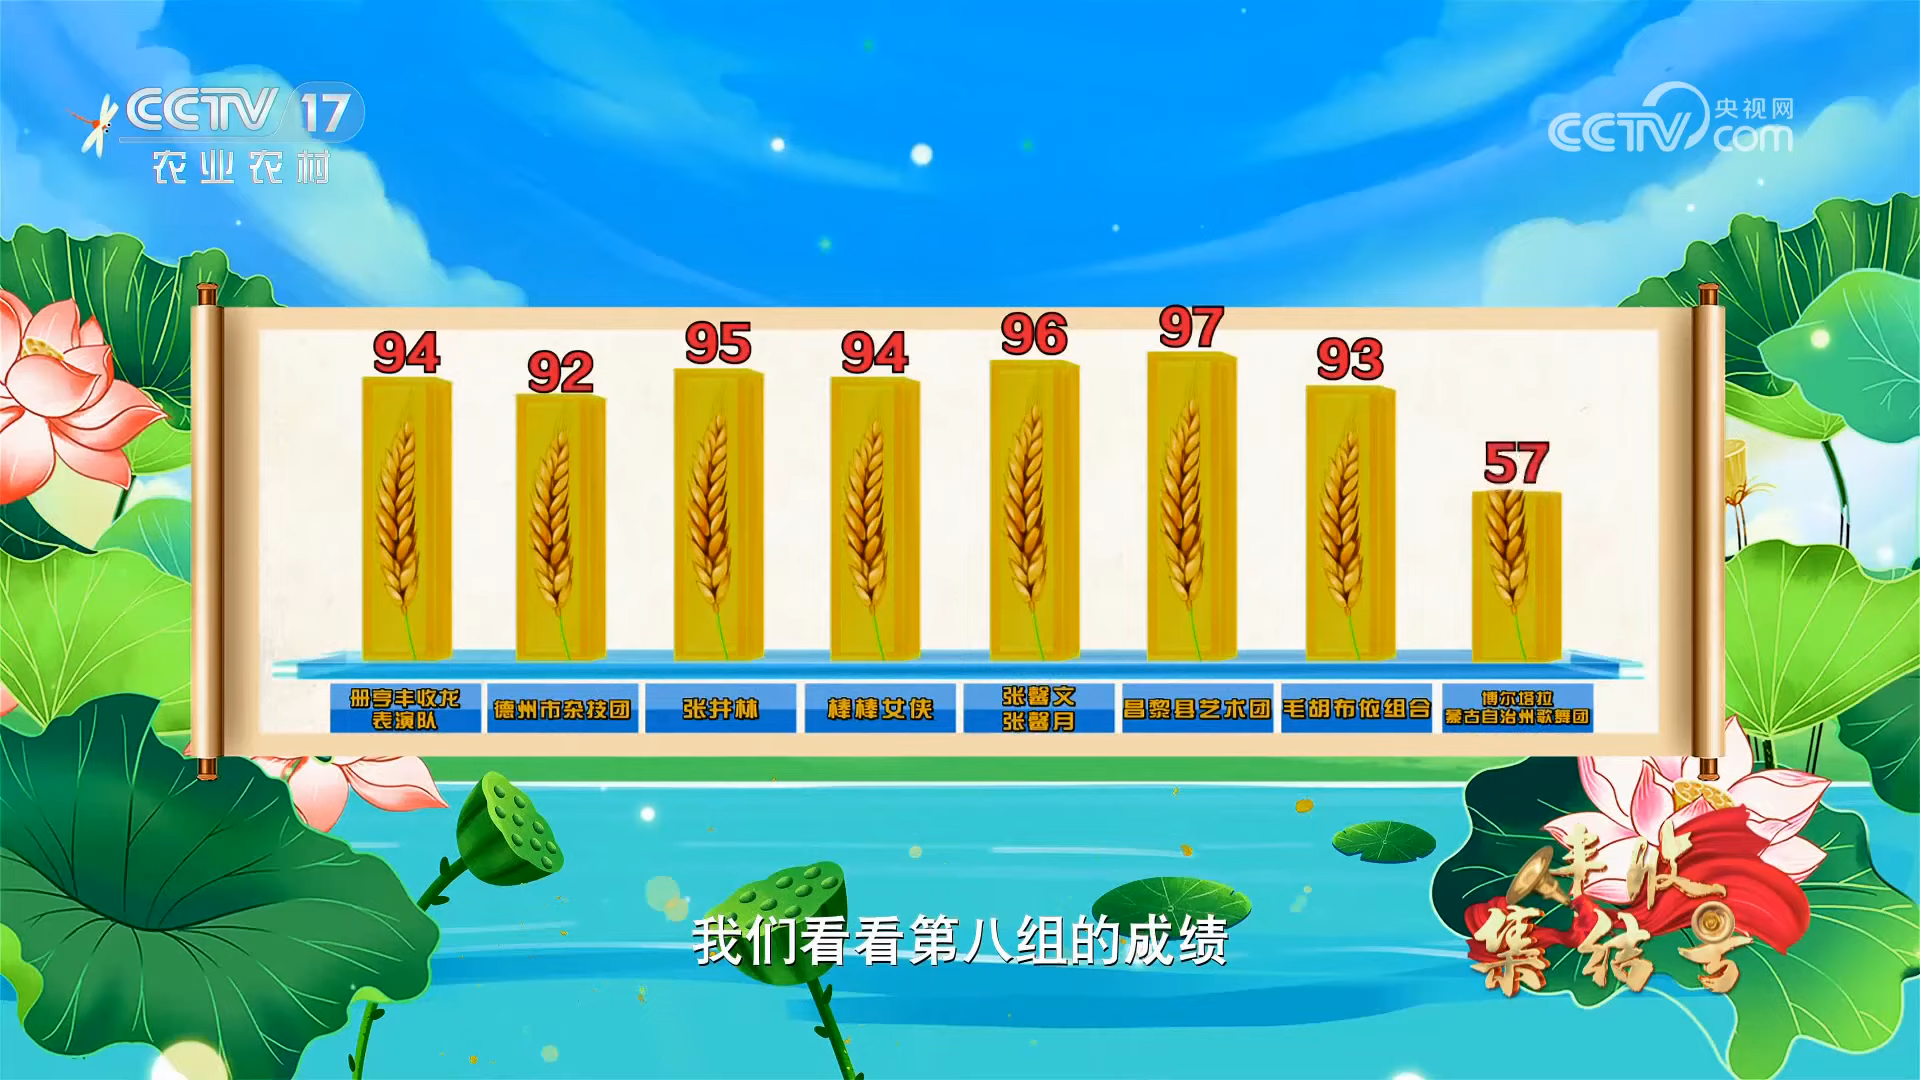 CCTV 17
农业农村
央视网
CCTV.com
94
92
95
94
96
97
93
57
册亨丰收龙
表演队
德州市杂技团
张井林
棒棒女侠
张馨文
张馨月
昌黎县艺术团
毛胡布依组合
博尔塔拉
蒙古自治州歌舞团
丰收
集结号
我们看看第八组的成绩